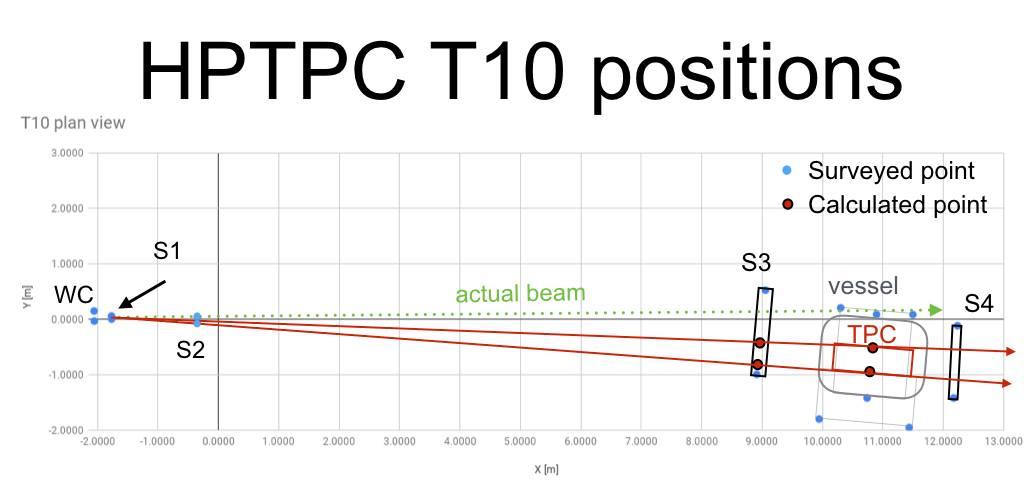 HPTPC T10 positions
T10 plan view
3.0000
2.0000
1.0000
0.0000
-1.0000
-2.0000
Y [m]
Surveyed point
Calculated point
S1
S3
WC
actual beam
vessel
S4
S2
TPC
-2.0000 -1.0000 0.0000 1.0000 2.0000 3.0000 4.0000 5.0000 6.0000 7.0000 8.0000 9.0000 10.0000 11.0000 12.0000 13.0000
X [m]